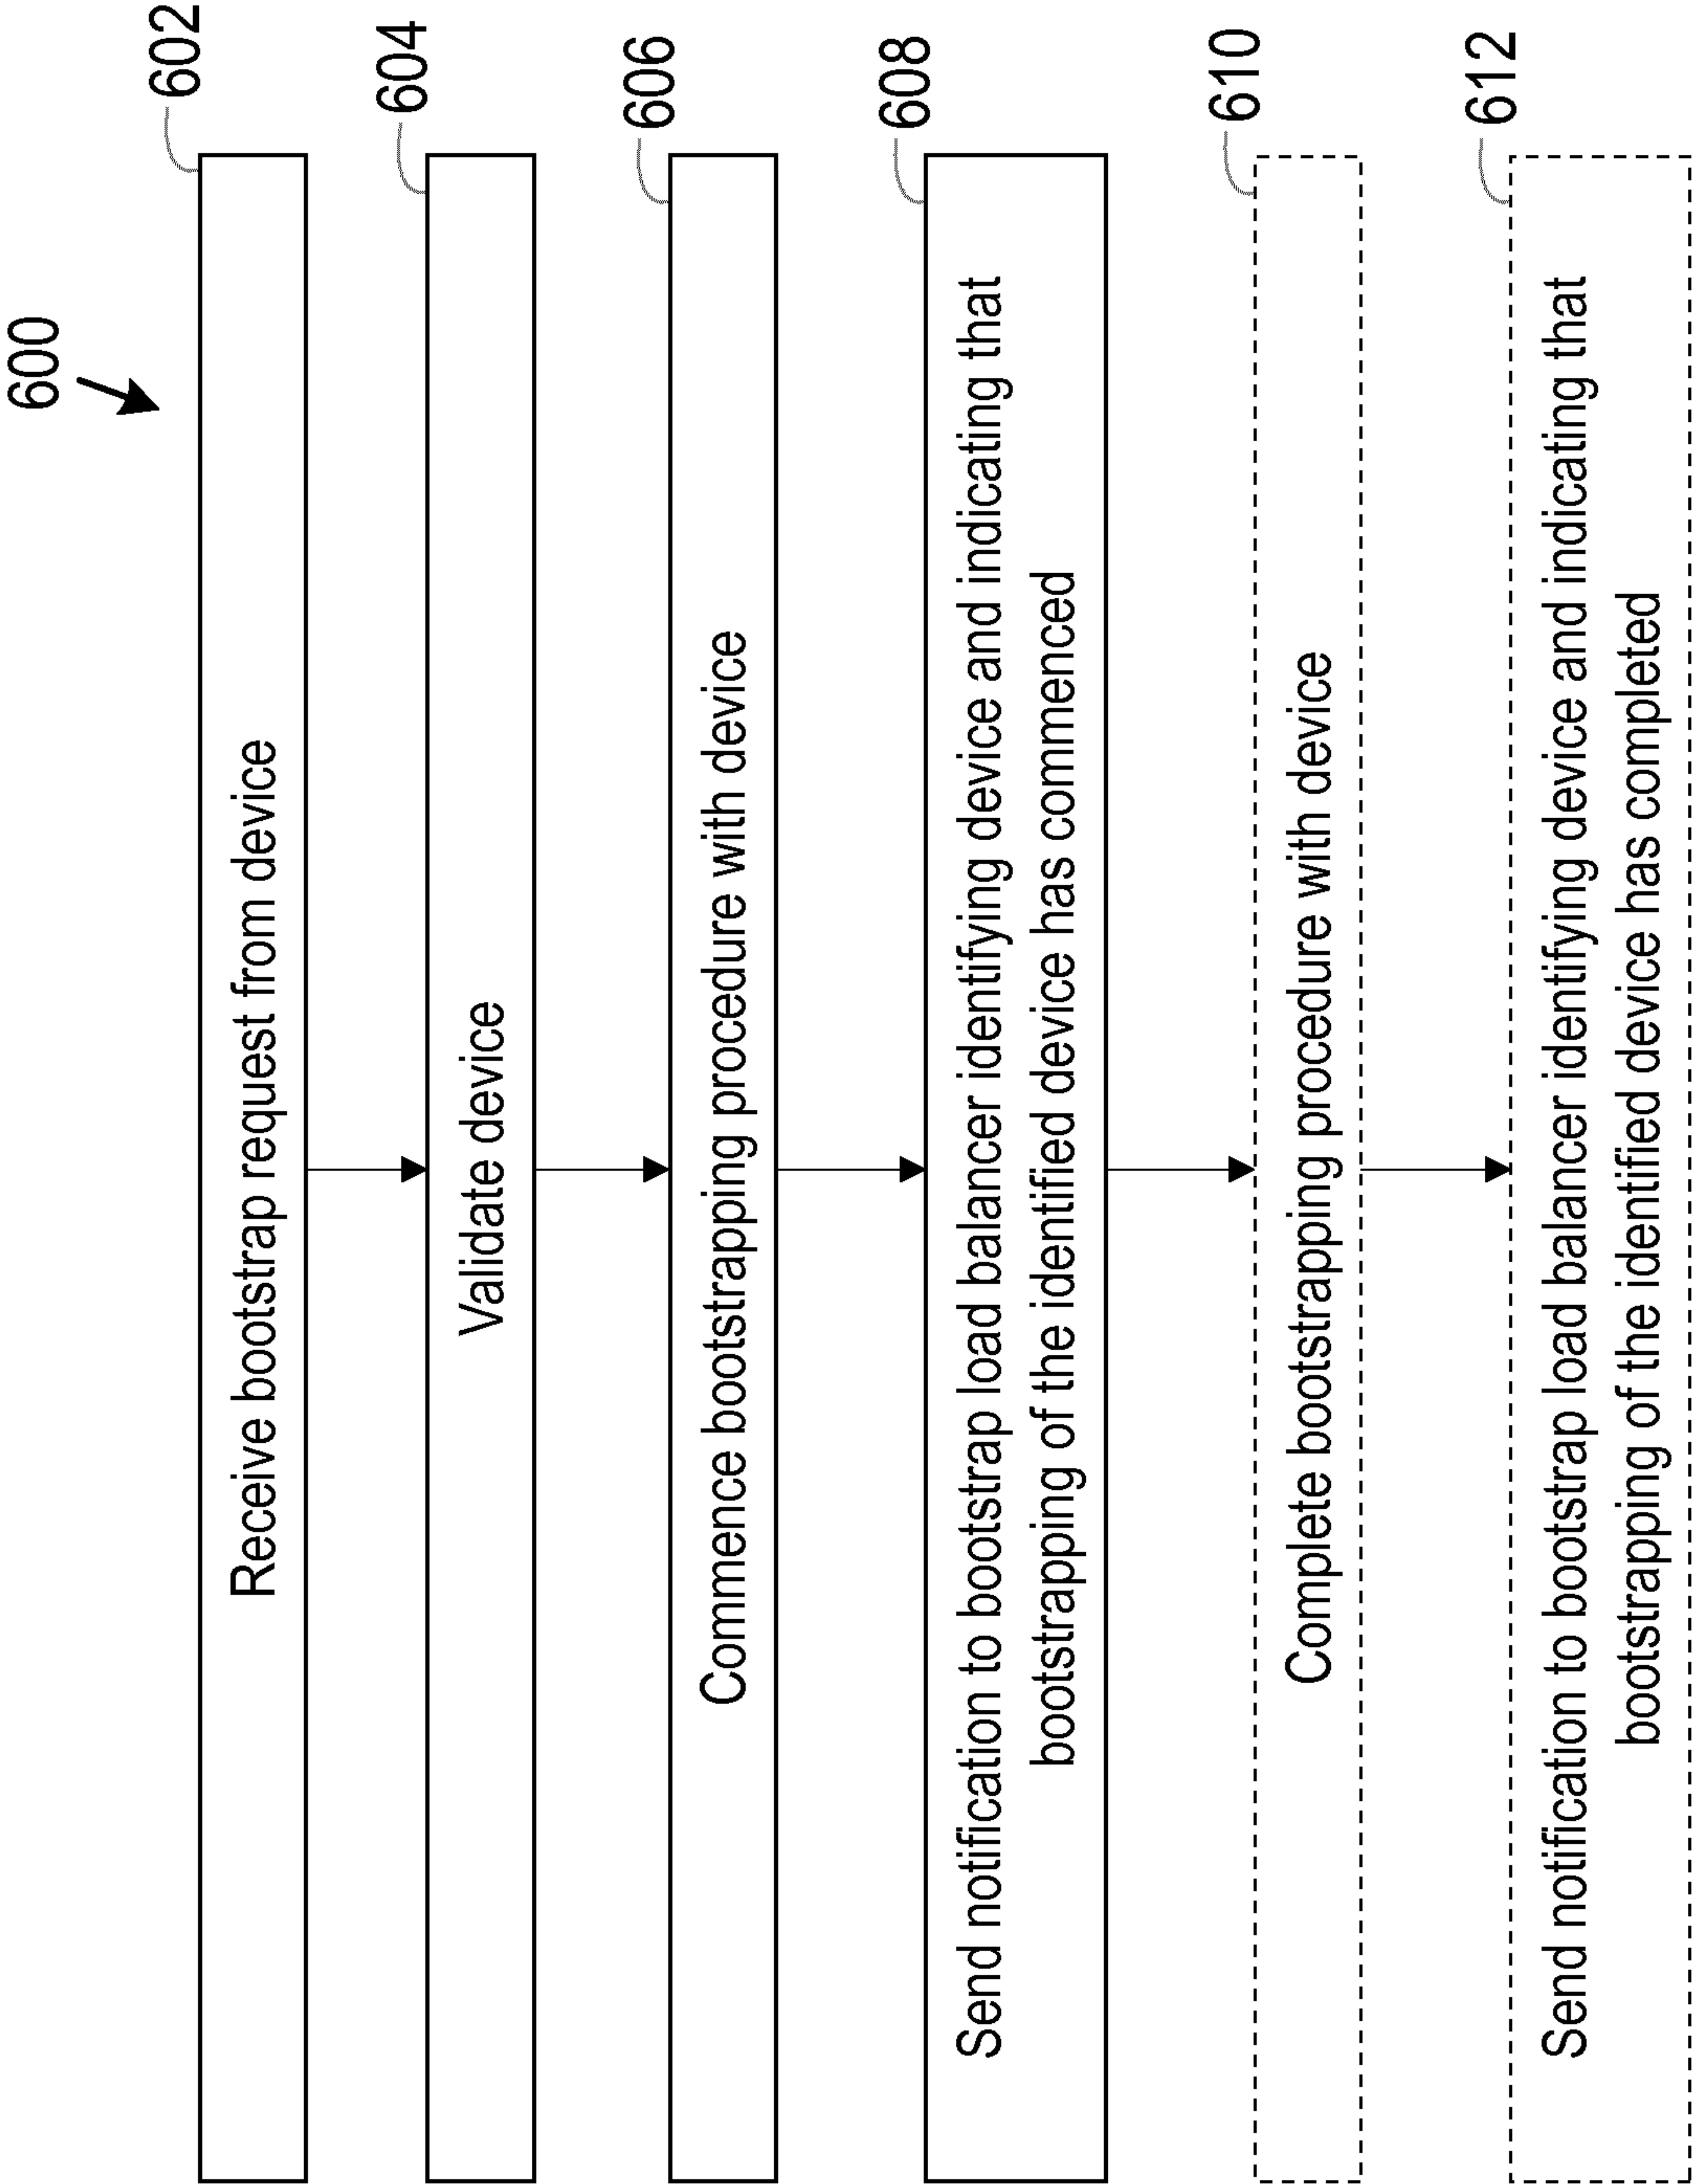 600
602
Receive bootstrap request from device
604
Validate device
606
Commence bootstrapping procedure with device
608
Send notification to bootstrap load balancer identifying device and indicating that
bootstrapping of the identified device has commenced
610
Complete bootstrapping procedure with device
612
Send notification to bootstrap load balancer identifying device and indicating that
bootstrapping of the identified device has completed